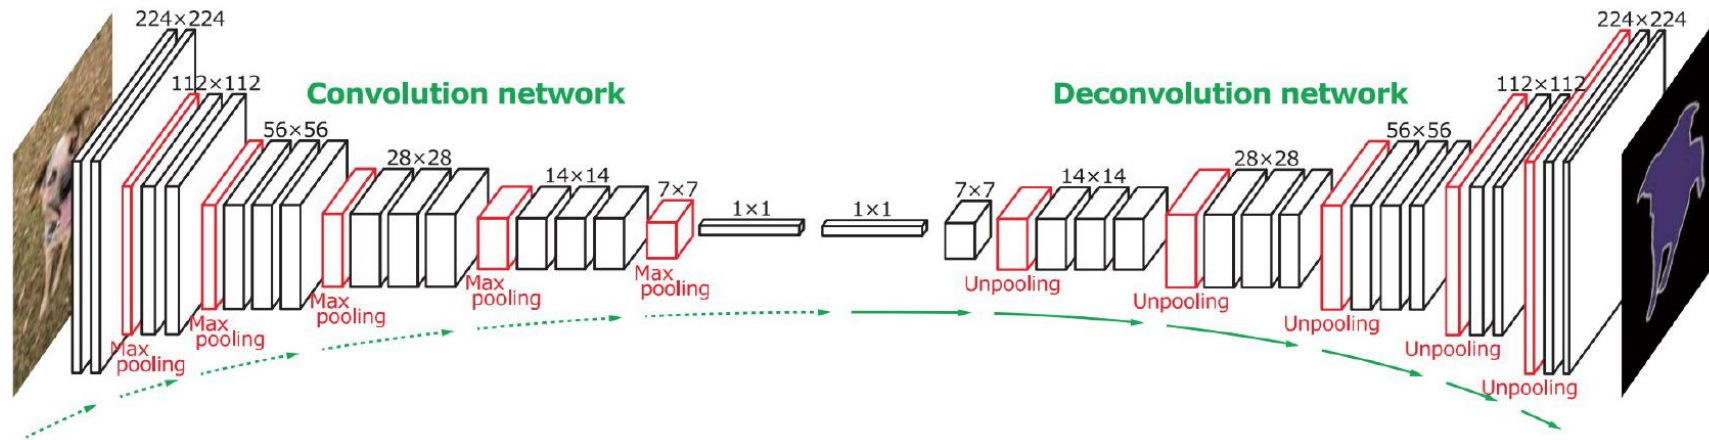 224×224
112×112
Convolution network
56×56
28×28
14×14
7×7
1×1
1×1
Deconvolution network
7×7
14×14
28×28
56×56
112×112
224×224
Max
pooling
Max
pooling
Max
pooling
Max
pooling
Max
pooling
Unpooling
Unpooling
Unpooling
Unpooling
Unpooling